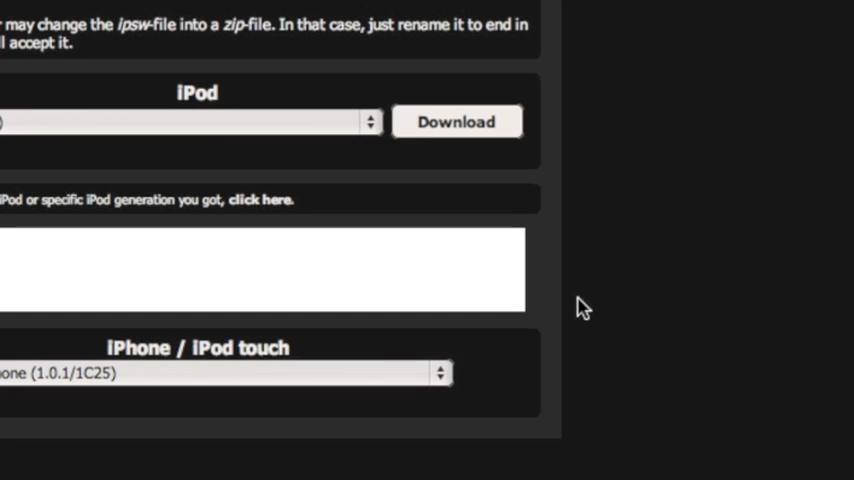 r may change the ipsw-file into a zip-file. In that case, just rename it to end in
ll accept it.
iPod
)
Download
iPod or specific iPod generation you got, click here.
iPhone / iPod touch
one (1.0.1/1C25)